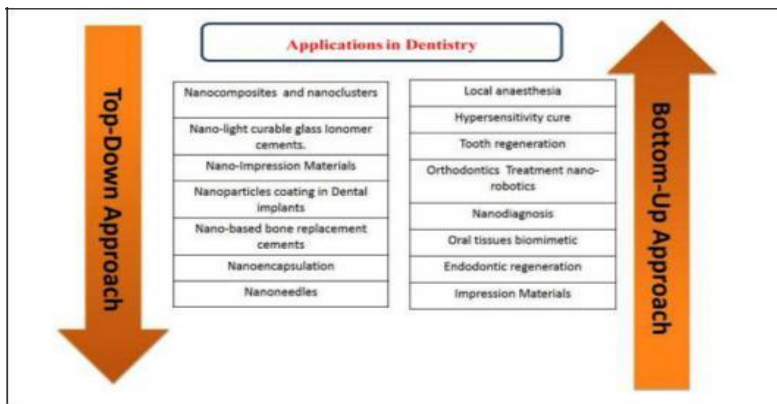 Applications in Dentistry
Top-Down Approach
Nanocomposites and nanoclusters
Nano-light curable glass Ionomer
cements.
Nano-Impression Materials
Nanoparticles coating in Dental
implants
Nano-based bone replacement
cements
Nanoencapsulation
Nanoneedles
Local anaesthesia
Hypersensitivity cure
Tooth regeneration
Orthodontics Treatment nano-
robotics
Nanodiagnosis
Oral tissues biomimetic
Endodontic regeneration
Impression Materials
Bottom-Up Approach